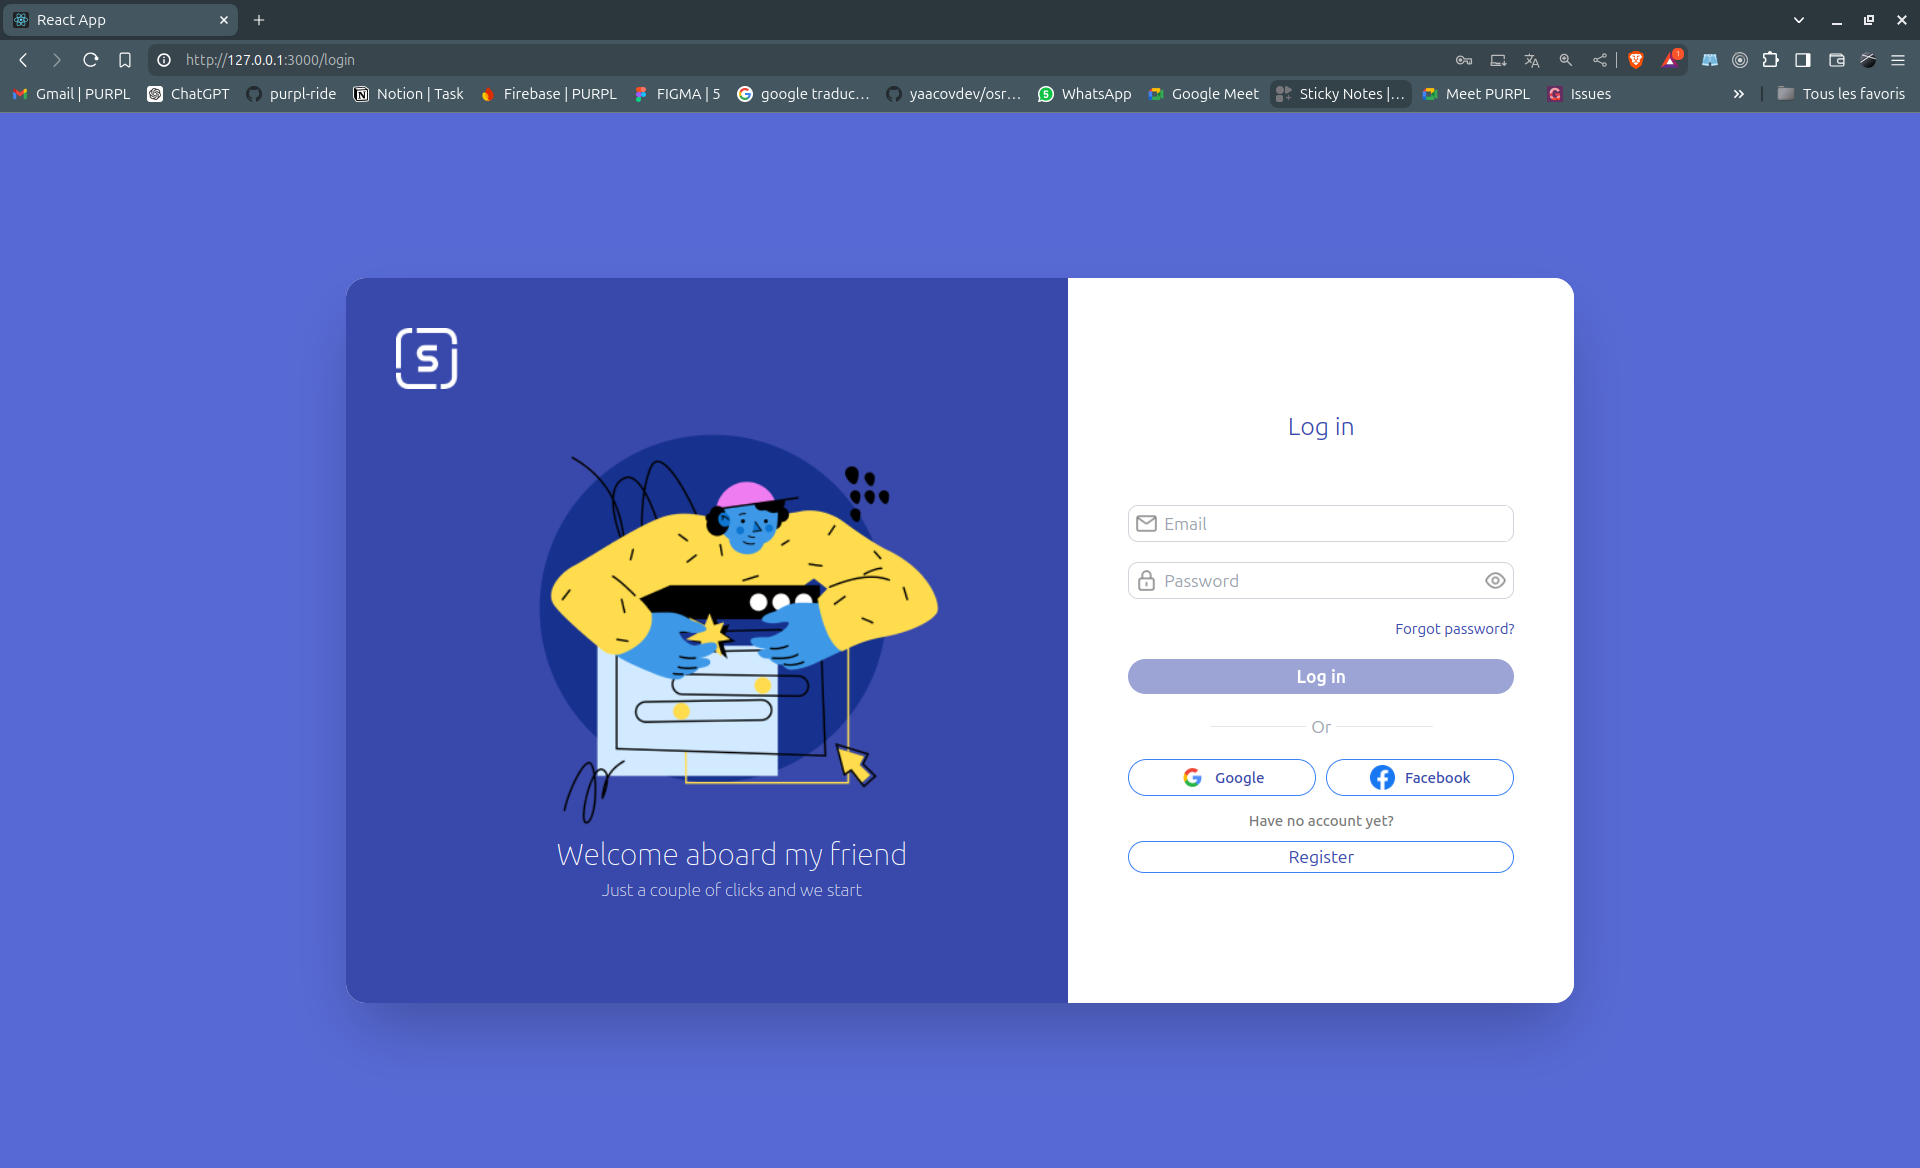 React App
http://127.0.0.1:3000/login
1
Gmail | PURPL ChatGPT purpl-ride Notion | Task Firebase | PURPL FIGMA | 5 google traduc... yaacovdev/osr... 5 WhatsApp Google Meet Sticky Notes |... Meet PURPL Issues » Tous les favoris
S
Welcome aboard my friend
Just a couple of clicks and we start
Log in
Email
Password
Forgot password?
Log in
Or
Google Facebook
Have no account yet?
Register